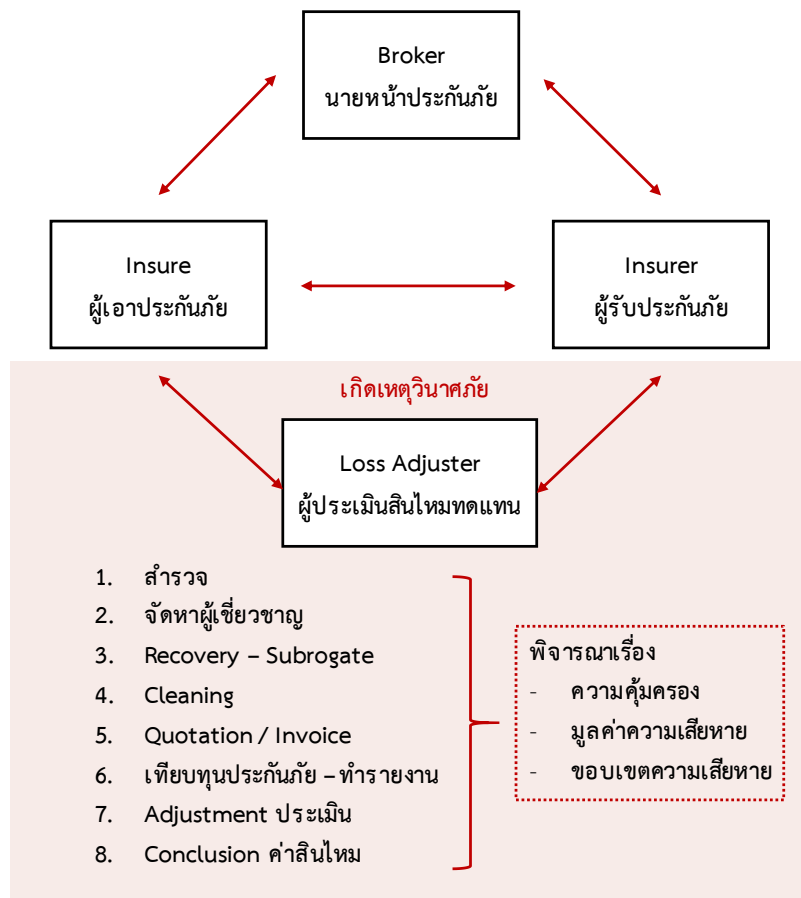 Broker
นายหน้าประกันภัย
Insure
ผู้เอาประกันภัย
Insurer
ผู้รับประกันภัย
เกิดเหตุวินาศภัย
Loss Adjuster
ผู้ประเมินสินไหมทดแทน
1. สำรวจ
2. จัดหาผู้เชี่ยวชาญ
3. Recovery – Subrogate
4. Cleaning
5. Quotation / Invoice
6. เทียบทุนประกันภัย – ทำรายงาน
7. Adjustment ประเมิน
8. Conclusion ค่าสินไหม
พิจารณาเรื่อง
- ความคุ้มครอง
- มูลค่าความเสียหาย
- ขอบเขตความเสียหาย